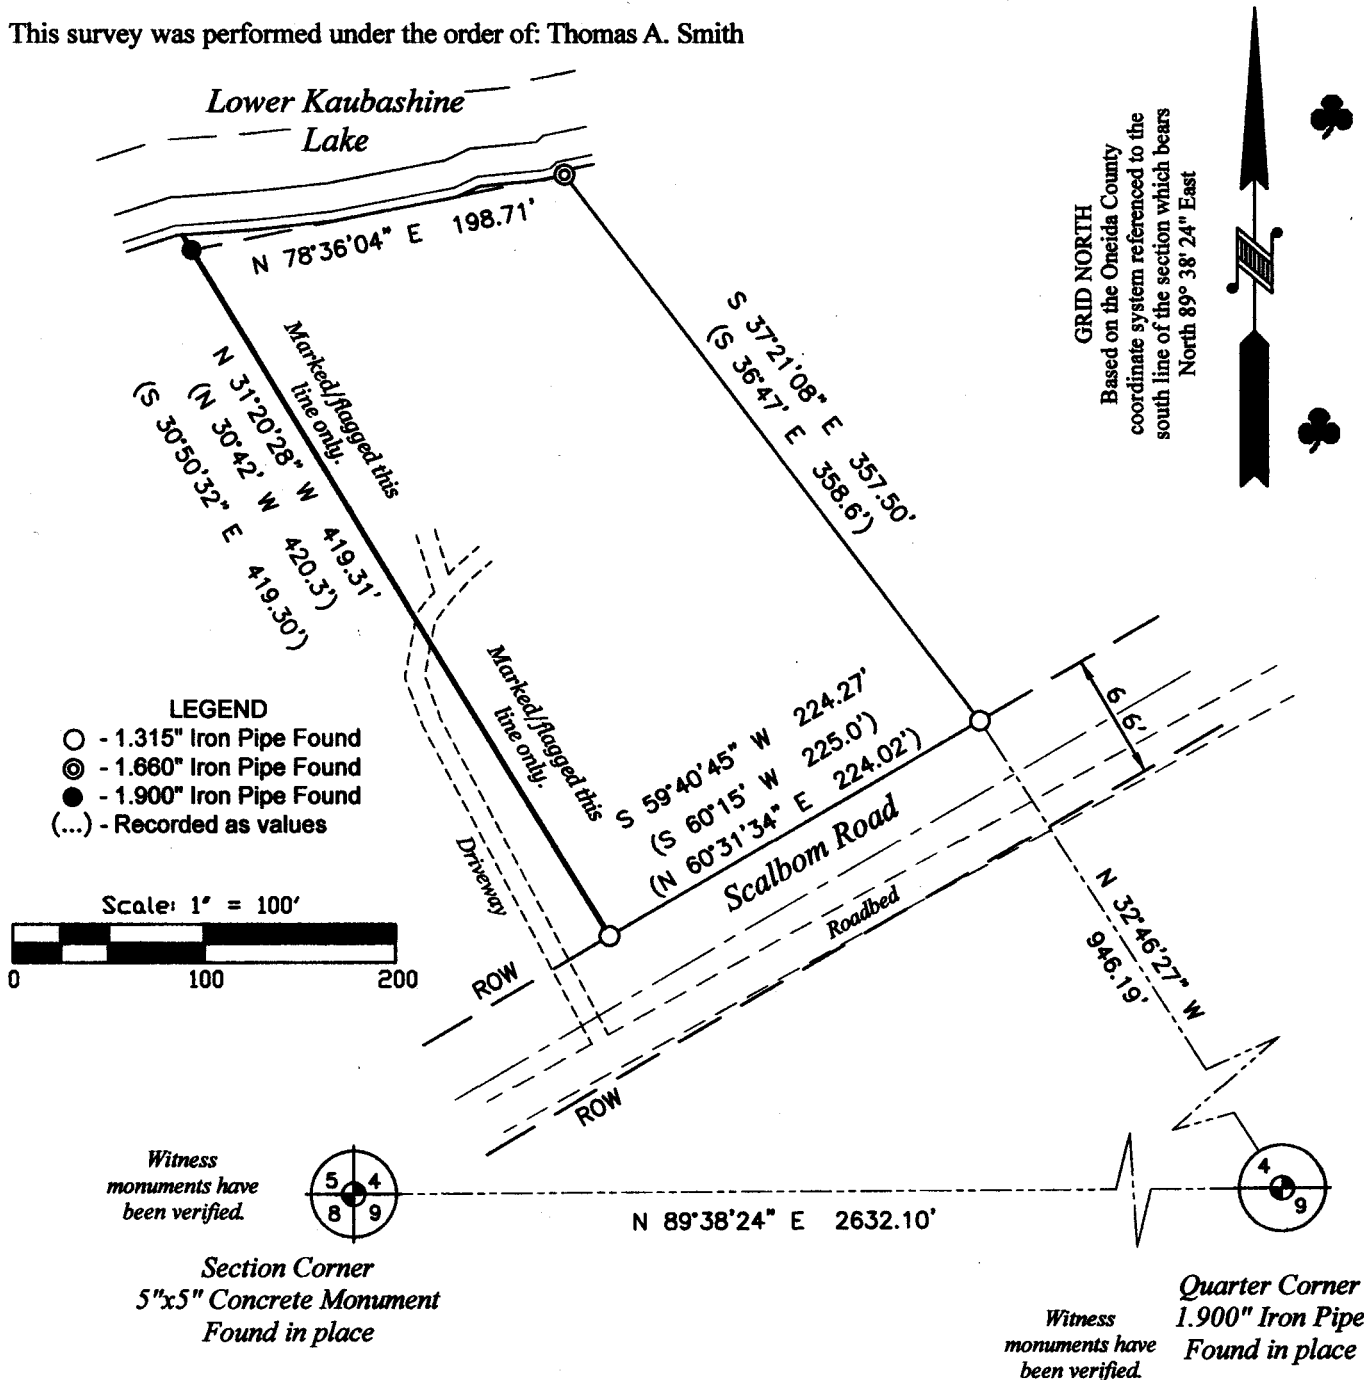 This survey was performed under the order of: Thomas A. Smith
Lower Kaubashine
Lake
N 78°36'04" E 198.71'
GRID NORTH
Based on the Oneida County
coordinate system referenced to the
south line of the section which bears
North 89° 38' 24" East
N
S 37°21'08" E 357.50'
(S 36°47' E 358.6')
Marked/flagged this
line only.
N 31°20'28" W 419.31'
(N 30°42' W 420.3')
(S 30°50'32" E 419.30')
Marked/flagged this
line only.
LEGEND
- 1.315" Iron Pipe Found
- 1.660" Iron Pipe Found
- 1.900" Iron Pipe Found
(...) - Recorded as values
S 59°40'45" W 224.27'
(S 60°15' W 225.0')
(N 60°31'34" E 224.02')
66'
Scalbom Road
Roadbed
Driveway
Scale: 1" = 100'
0 100 200
ROW
ROW
N 32°46'27" W
946.19'
Witness
monuments have
been verified.
5 4
8 9
N 89°38'24" E 2632.10'
4
9
Section Corner
5"x5" Concrete Monument
Found in place
Quarter Corner
1.900" Iron Pipe
Found in place
Witness
monuments have
been verified.